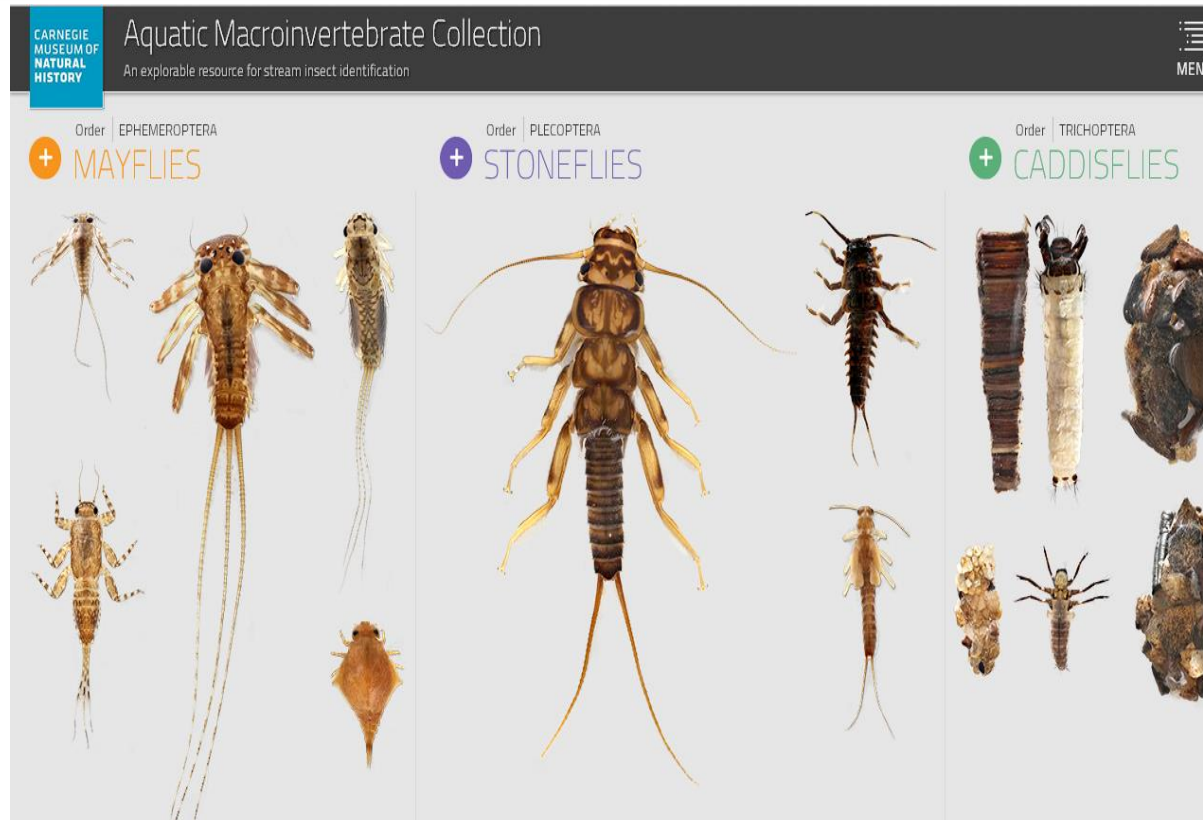 CARNEGIE
MUSEUM OF
NATURAL
HISTORY
Aquatic Macroinvertebrate Collection
An explorable resource for stream insect identification
MEN
Order | EPHEMEROPTERA
+ MAYFLIES
Order | PLECOPTERA
+ STONEFLIES
Order | TRICHOPTERA
+ CADDISFLIES